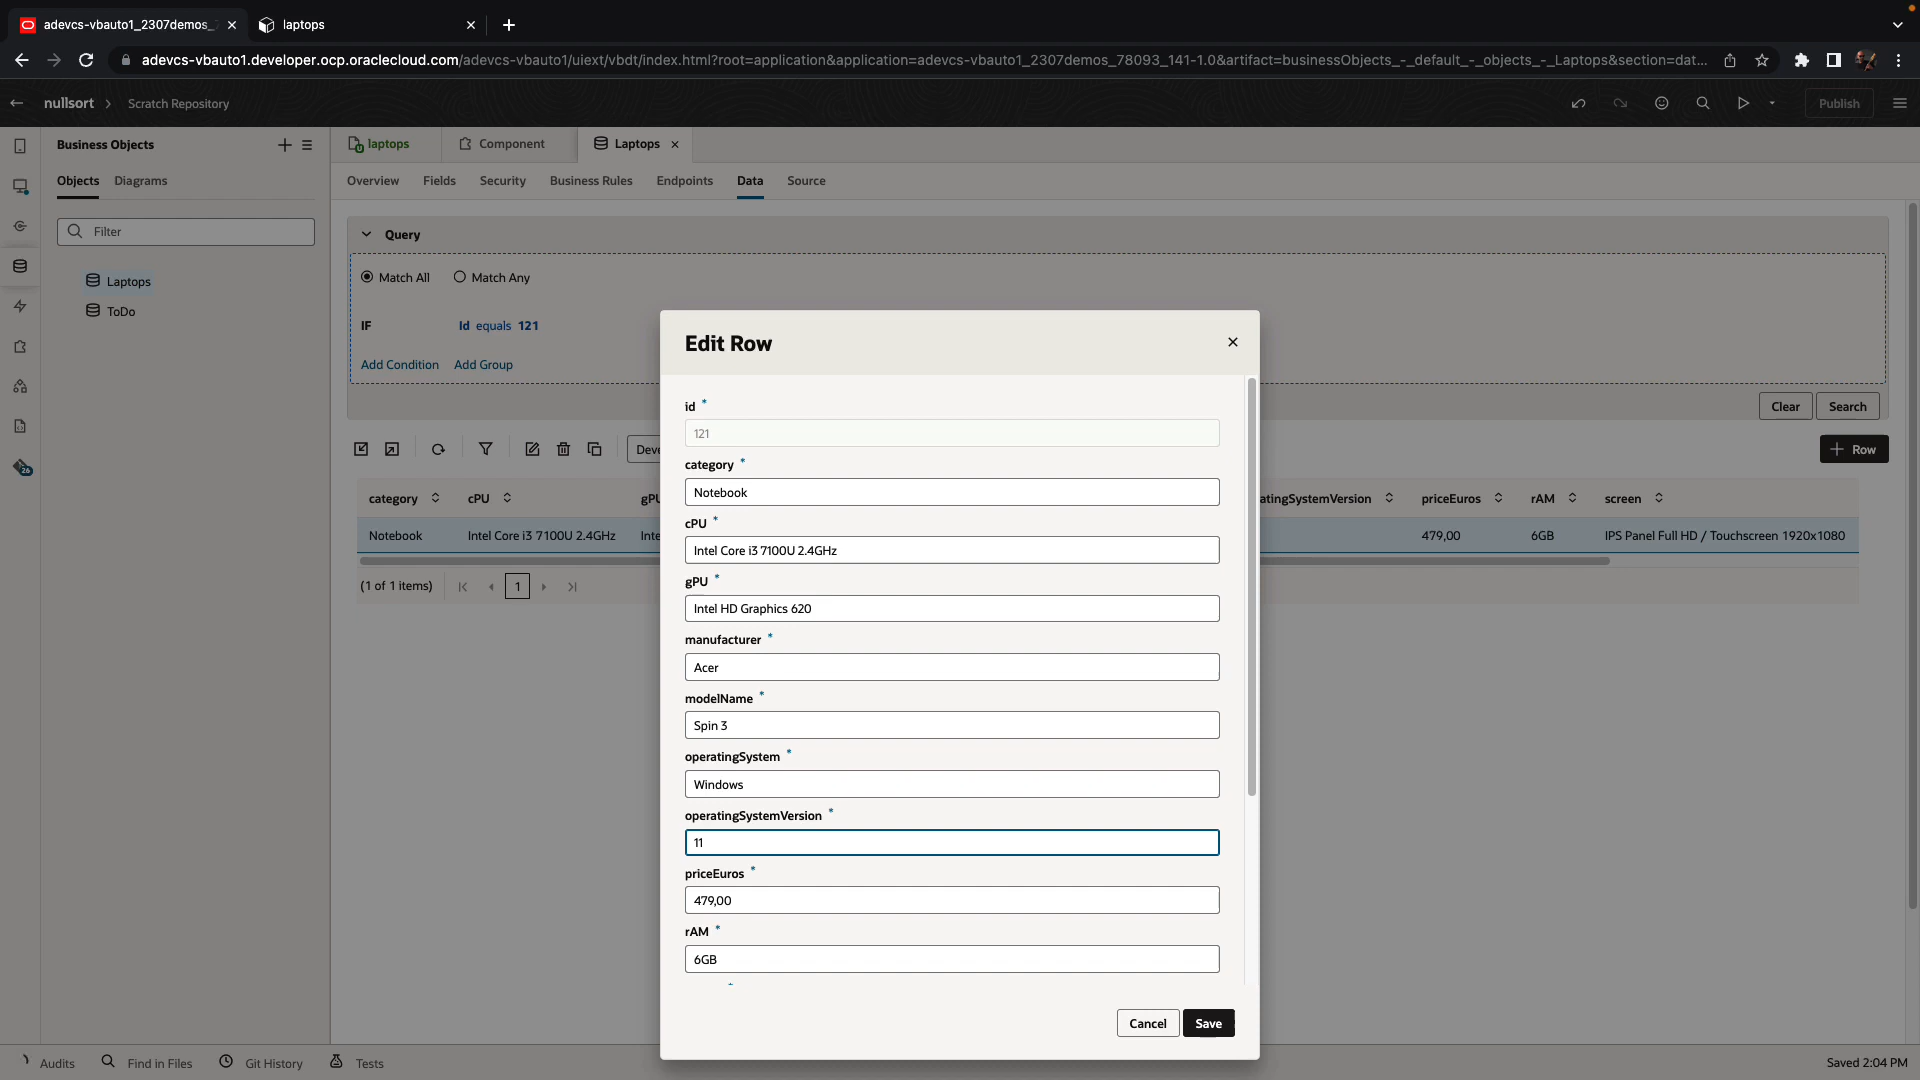 adevcs-vbauto1_2307demos_
laptops
adevcs-vbauto1.developer.ocp.oraclecloud.com/adevcs-vbauto1/uiext/vbdt/index.html?root=application&application=adevcs-vbauto1_2307demos_78093_141-1.0&artifact=businessObjects_-_default_-_objects_-_Laptops&section=dat...
nullsort
Scratch Repository
Publish
Business Objects
laptops
Component
Laptops
Objects
Diagrams
Overview
Fields
Security
Business Rules
Endpoints
Data
Source
Filter
Query
Match All
Match Any
Laptops
ToDo
IF
Id equals 121
Add Condition
Add Group
Clear
Search
Row
category
cPU
priceEuros
rAM
screen
Notebook
Intel Core i3 7100U 2.4GHz
479,00
6GB
IPS Panel Full HD / Touchscreen 1920x1080
(1 of 1 items)
1
Edit Row
id *
121
category *
Notebook
cPU *
Intel Core i3 7100U 2.4GHz
gPU *
Intel HD Graphics 620
manufacturer *
Acer
modelName *
Spin 3
operatingSystem *
Windows
operatingSystemVersion *
11
priceEuros *
479,00
rAM *
6GB
Cancel
Save
26
Audits
Find in Files
Git History
Tests
Saved 2:04 PM